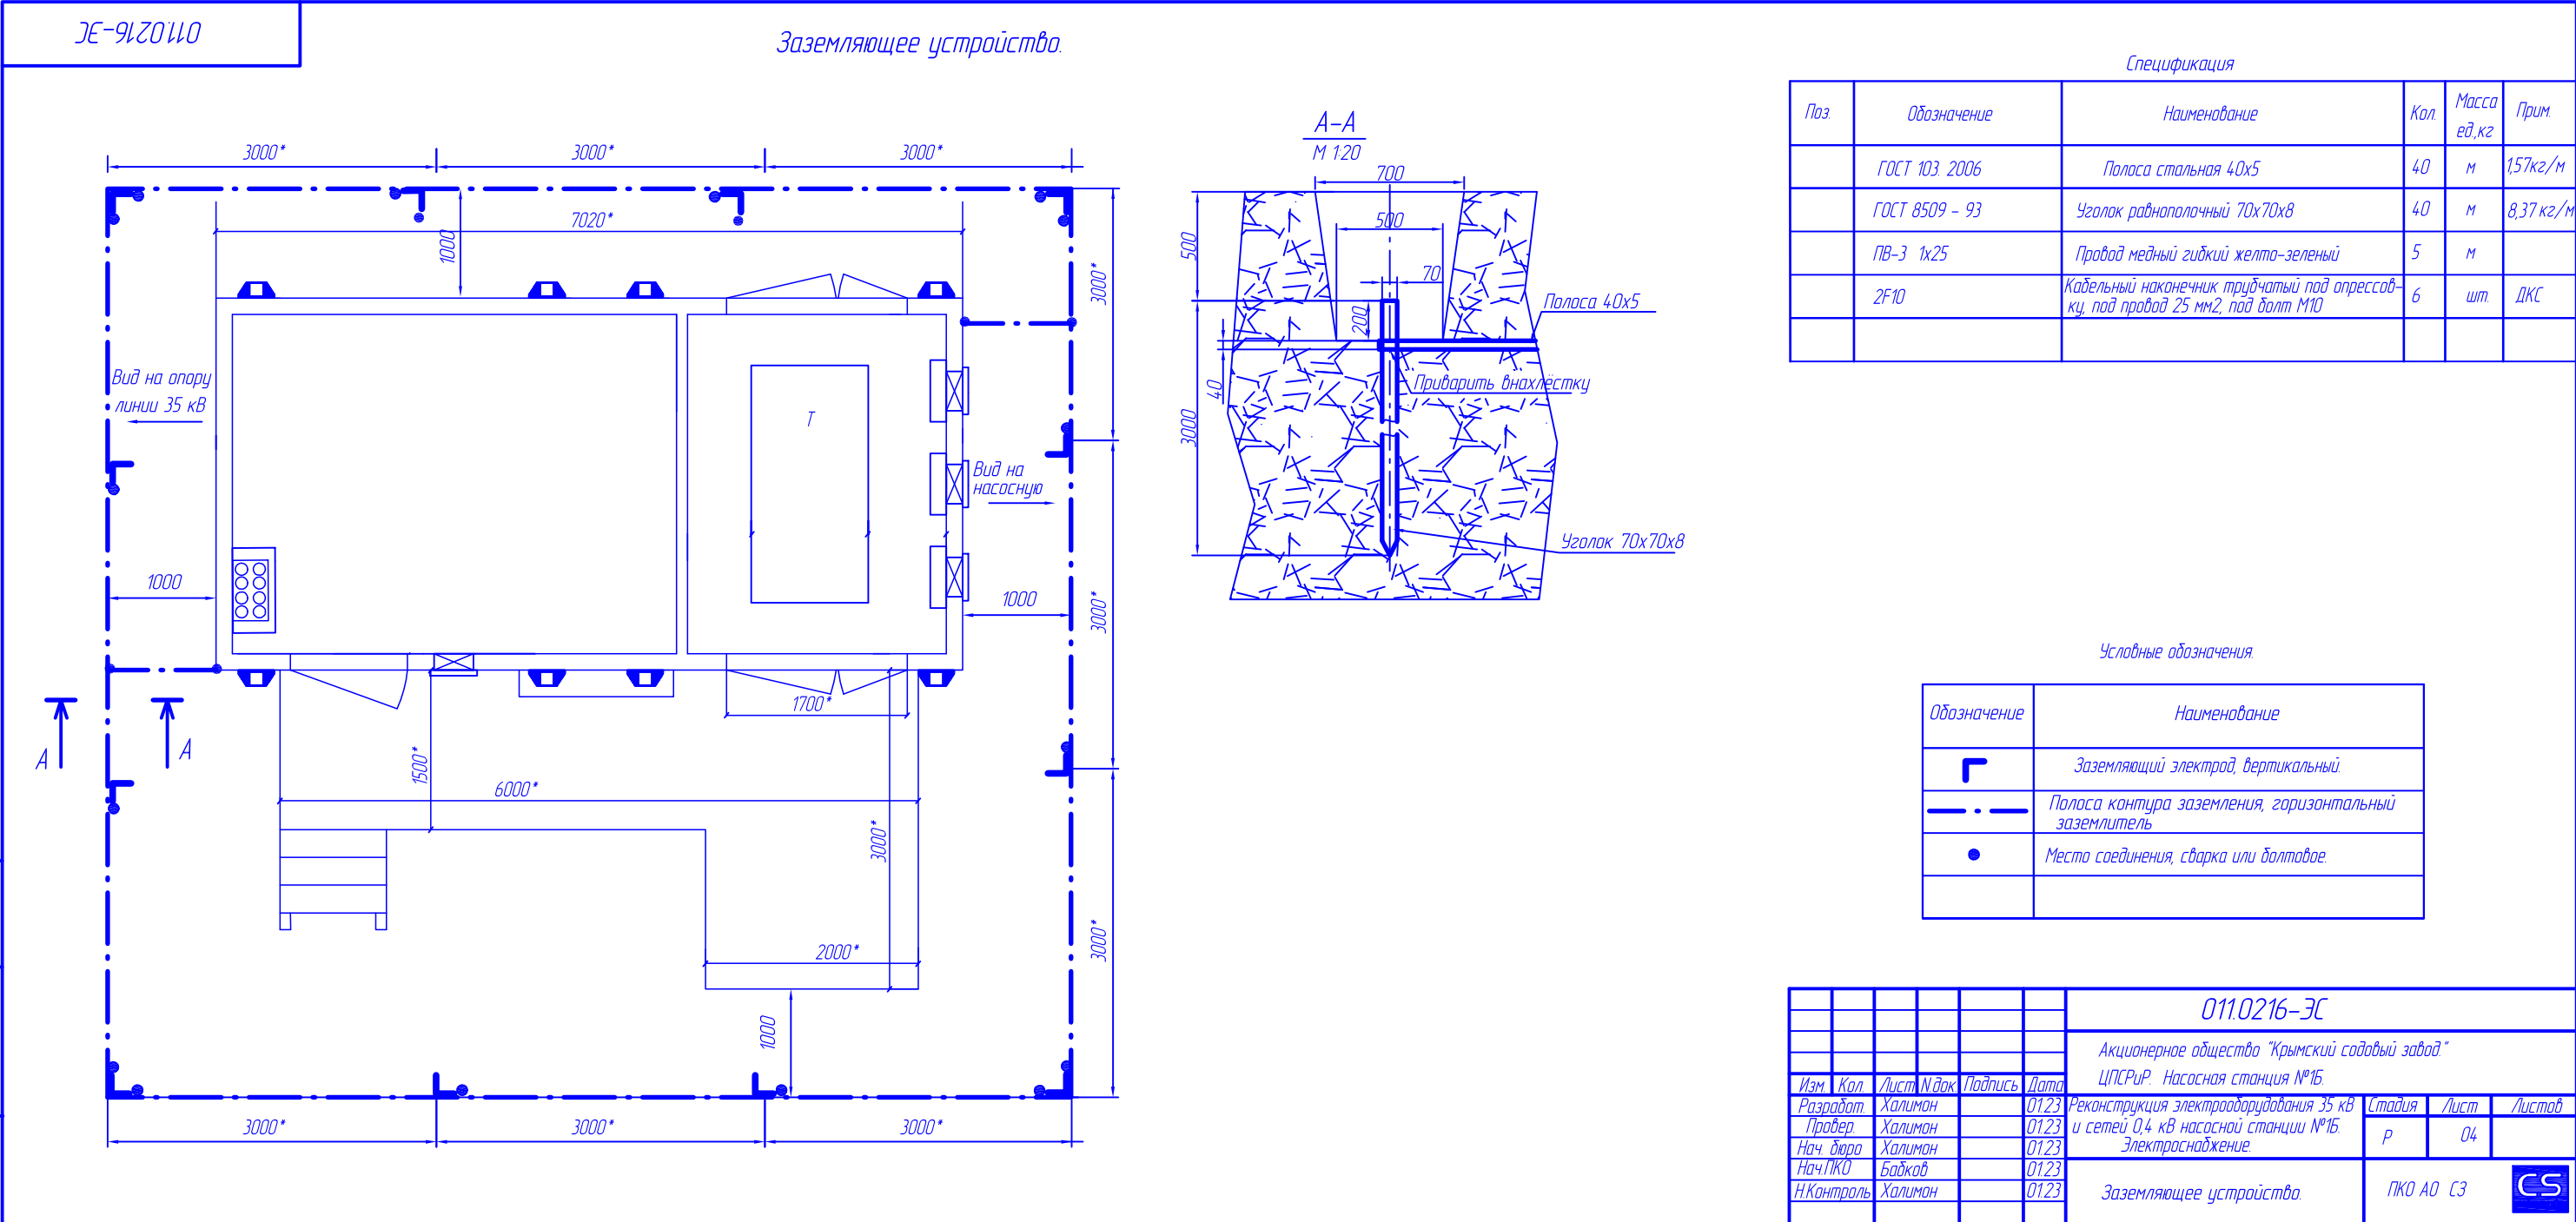 011.0216-ЭС
Заземляющее устройство.
3000*
3000*
3000*
7020*
1000
3000*
Вид на опору
линии 35 кВ
Т
Вид на
насосную
1000
1000
3000*
А
А
1700*
1500*
6000*
3000*
2000*
3000*
1000
3000*
3000*
3000*
А-А
М 1:20
700
500
500
70
200
Полоса 40х5
40
Приварить внахлёстку
3000
Уголок 70х70х8
Спецификация
Поз. Обозначение Наименование Кол. Масса ед,кг Прим.
ГОСТ 103. 2006 Полоса стальная 40х5 40 м 1,57кг/м
ГОСТ 8509 - 93 Уголок равнополочный 70х70х8 40 м 8,37 кг/м
ПВ-3 1х25 Провод медный гибкий желто-зеленый 5 м
2F10 Кабельный наконечник трубчатый под опрессов- 6 шт. ДКС
ку, под провод 25 мм2, под болт М10
Условные обозначения.
Обозначение Наименование
Заземляющий электрод, вертикальный.
Полоса контура заземления, горизонтальный
заземлитель
Место соединения, сварка или болтовое.
011.0216-ЭС
Акционерное общество "Крымский содовый завод."
ЦПСРиР. Насосная станция №1Б.
Изм. Кол. Лист N.док Подпись Дата
Разработ. Халимон 01.23 Реконструкция электрооборудования 35 кВ Стадия Лист Листов
Провер. Халимон 01.23 и сетей 0,4 кВ насосной станции №1Б. Р 04
Нач. бюро Халимон 01.23 Электроснабжение.
Нач.ПКО Бабков 01.23
Н.Контроль Халимон 01.23 Заземляющее устройство. ПКО АО СЗ CS